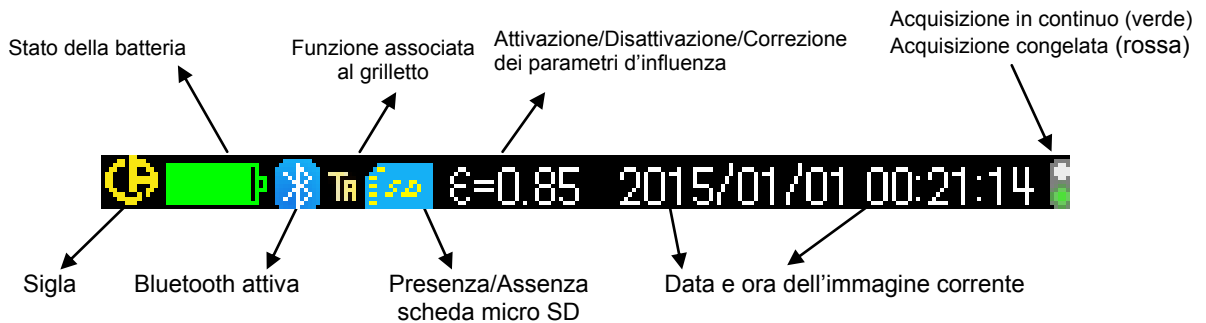 Acquisizione in continuo (verde)
Acquisizione congelata (rossa)
Stato della batteria
Funzione associata
al grilletto
Attivazione/Disattivazione/Correzione
dei parametri d'influenza
CA TA SD ε=0.85 2015/01/01 00:21:14
Sigla
Bluetooth attiva
Presenza/Assenza
scheda micro SD
Data e ora dell'immagine corrente